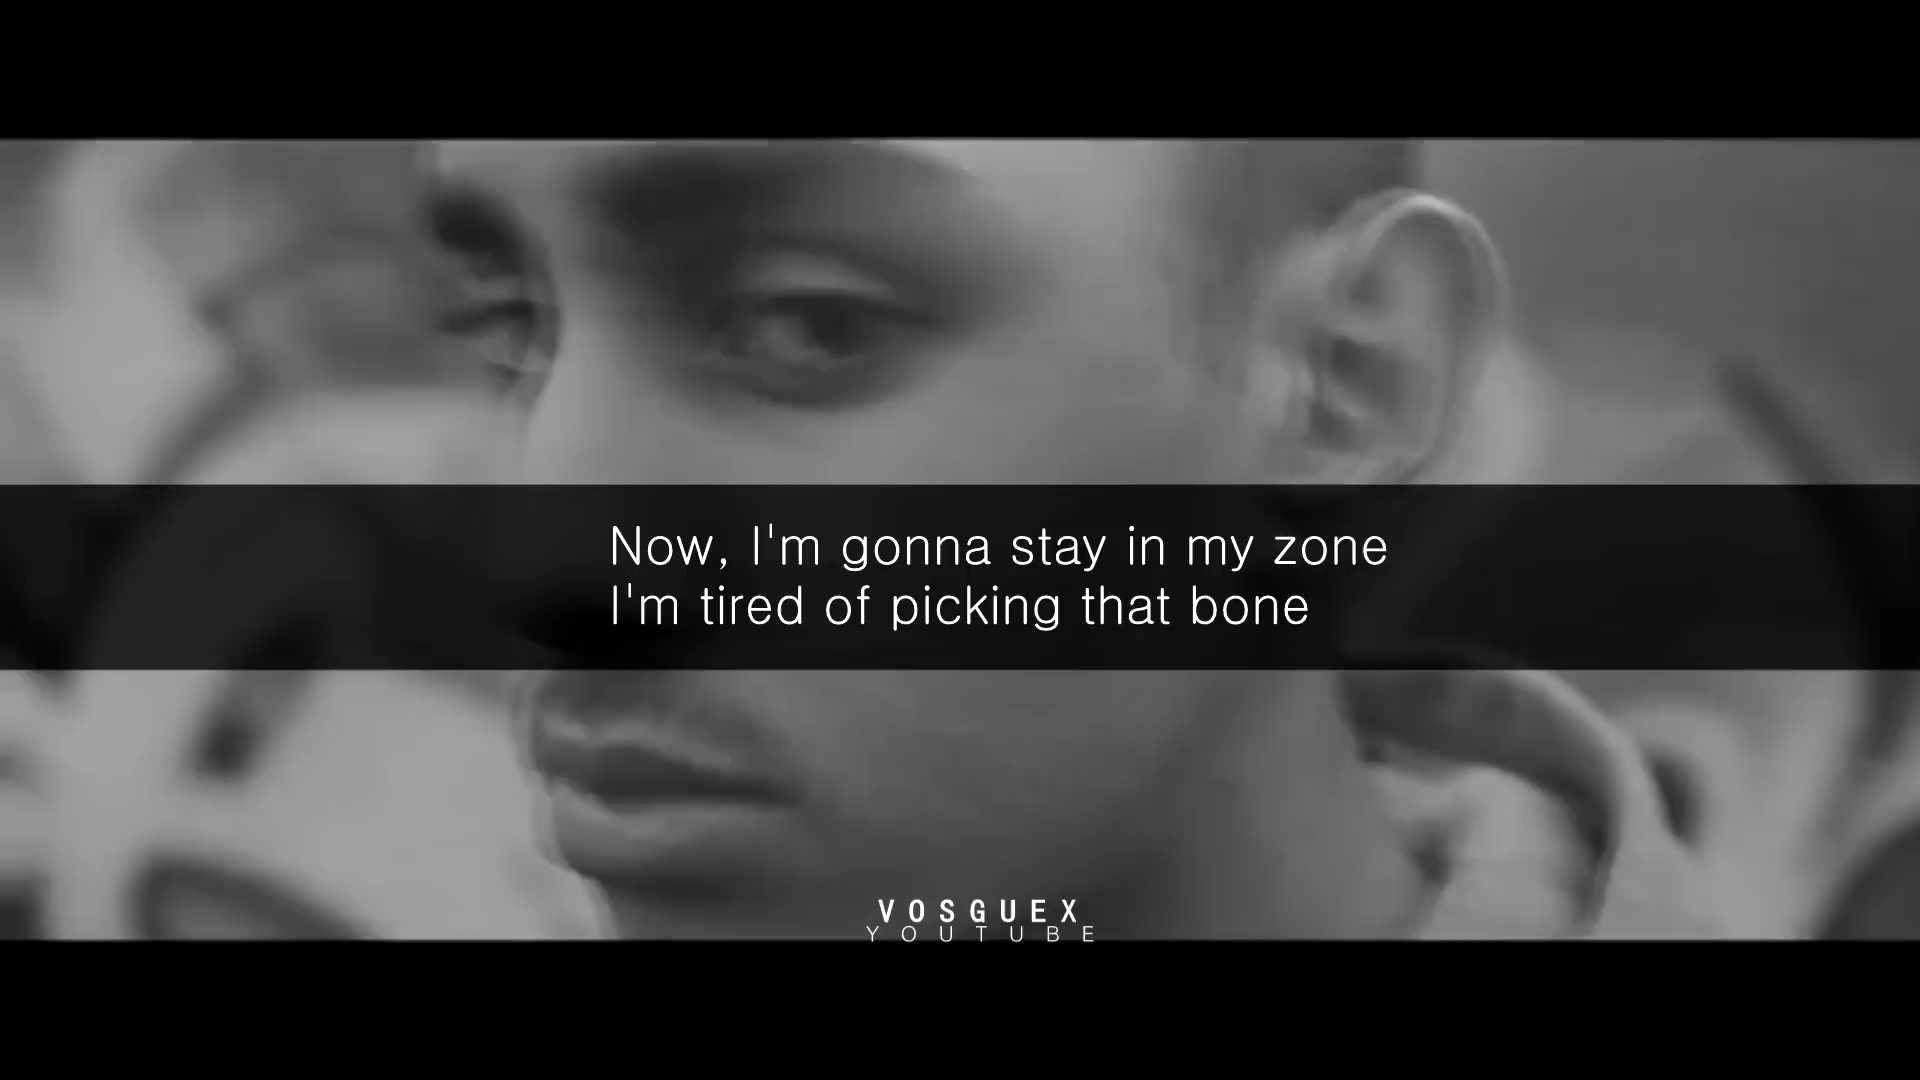 Now, I'm gonna stay in my zone
I'm tired of picking that bone
VOSGUEX
YOUTUBE